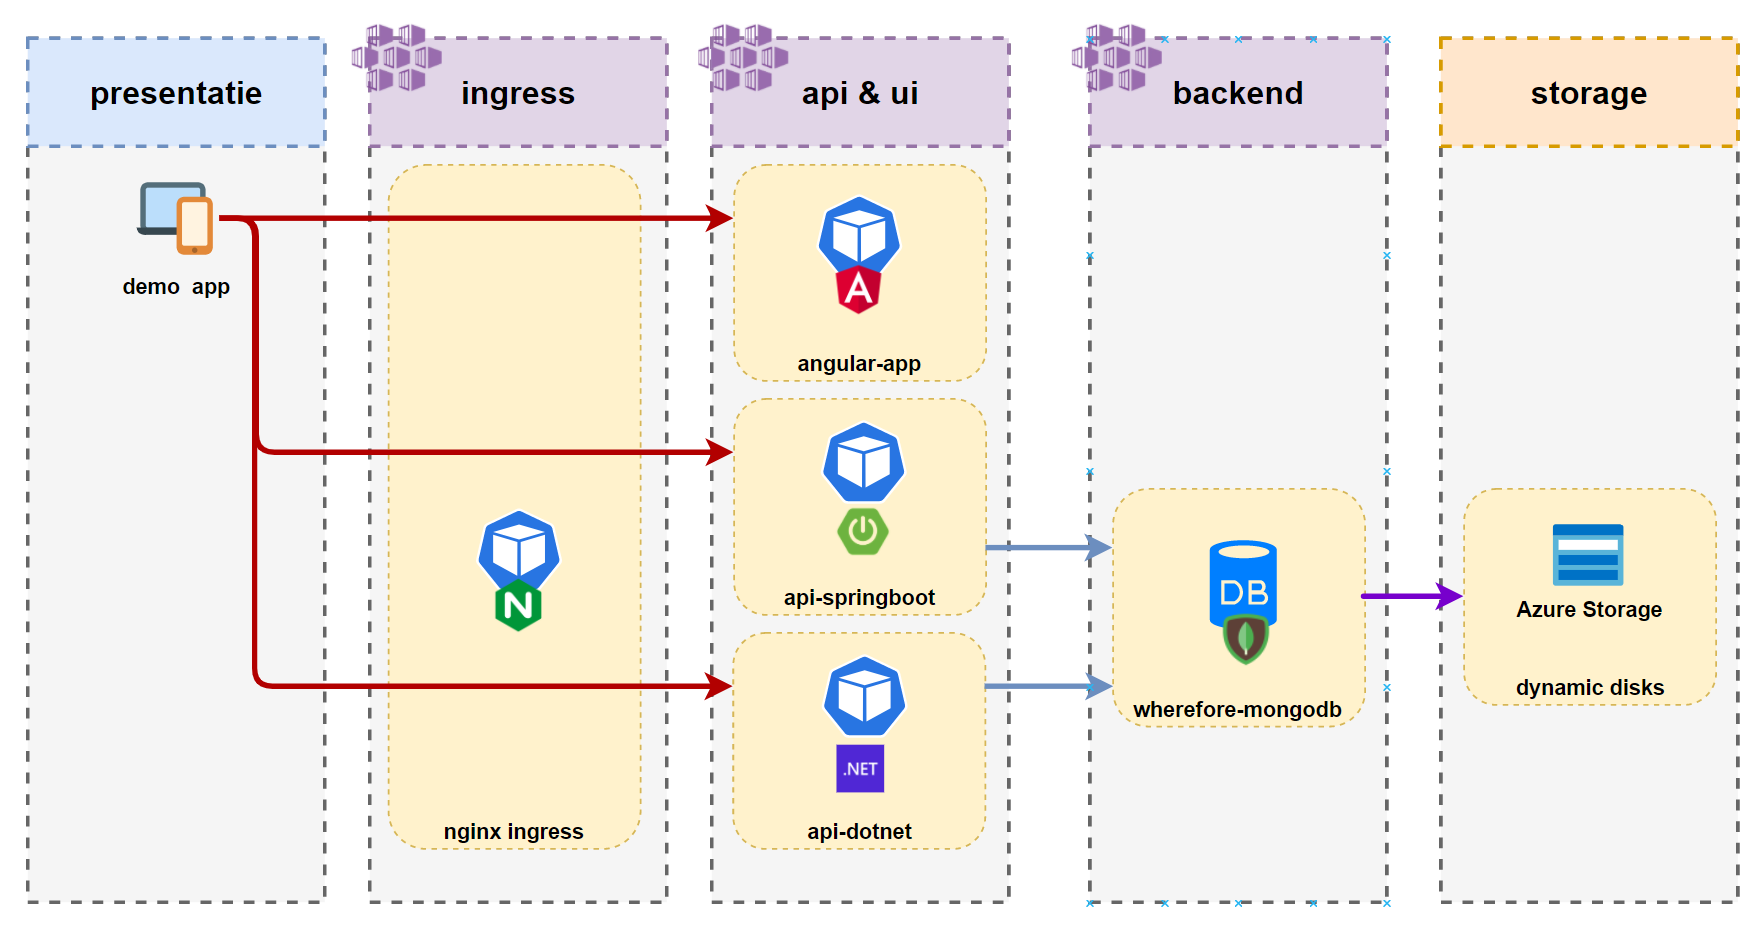 presentatie
ingress
api & ui
backend
storage
demo app
angular-app
api-springboot
DB
Azure Storage
dynamic disks
wherefore-mongodb
.NET
nginx ingress
api-dotnet
A
N